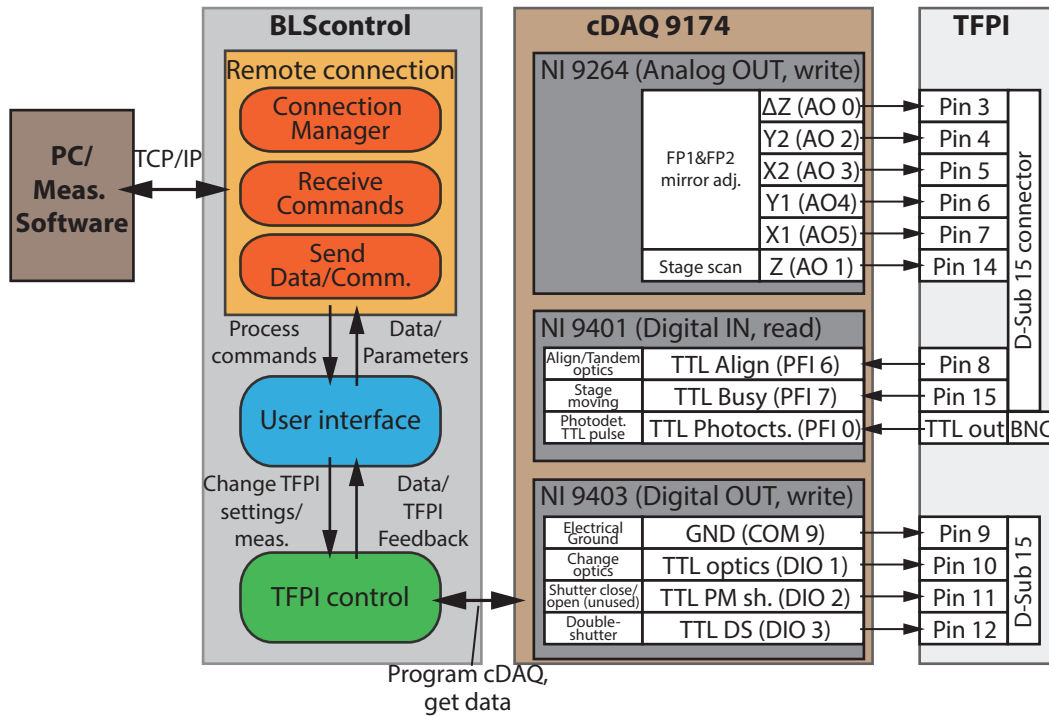 BLScontrol
cDAQ 9174
TFPI
PC/
Meas.
Software
TCP/IP
Remote connection
Connection
Manager
Receive
Commands
Send
Data/Comm.
Process
commands
Data/
Parameters
User interface
Change TFPI
settings/
meas.
Data/
TFPI
Feedback
TFPI control
Program cDAQ,
get data
NI 9264 (Analog OUT, write)
FP1&FP2
mirror adj.
ΔZ (AO 0)
Y2 (AO 2)
X2 (AO 3)
Y1 (AO4)
X1 (AO5)
Stage scan
Z (AO 1)
Pin 3
Pin 4
Pin 5
Pin 6
Pin 7
Pin 14
D-Sub 15 connector
NI 9401 (Digital IN, read)
Align/Tandem
optics
TTL Align (PFI 6)
Pin 8
Stage
moving
TTL Busy (PFI 7)
Pin 15
Photodet.
TTL pulse
TTL Photocts. (PFI 0)
TTL out
BNC
NI 9403 (Digital OUT, write)
Electrical
Ground
GND (COM 9)
Pin 9
Change
optics
TTL optics (DIO 1)
Pin 10
Shutter close/
open (unused)
TTL PM sh. (DIO 2)
Pin 11
Double-
shutter
TTL DS (DIO 3)
Pin 12
D-Sub 15